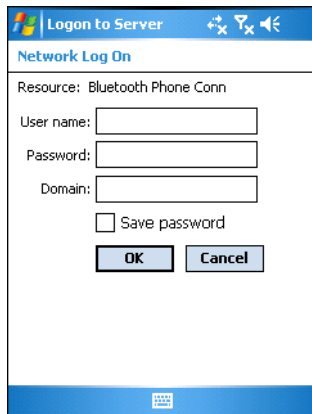 Logon to Server
Network Log On
Resource: Bluetooth Phone Conn
User name:
Password:
Domain:
Save password
OK Cancel